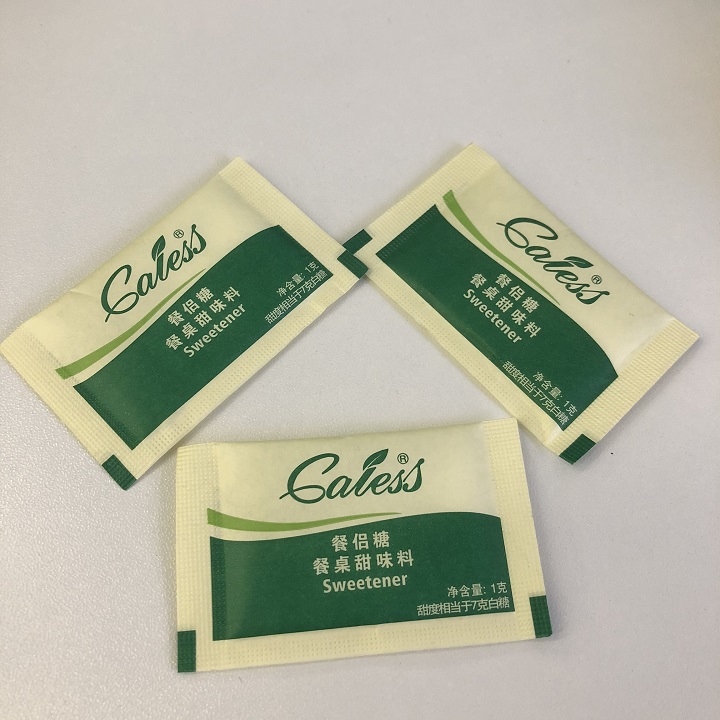 Caless®
餐侣糖
餐桌甜味料
Sweetener
净含量: 1克
甜度相当于7克白糖
Caless®
餐侣糖
餐桌甜味料
Sweetener
净含量: 1克
甜度相当于7克白糖
Caless®
餐侣糖
餐桌甜味料
Sweetener
净含量: 1克
甜度相当于7克白糖